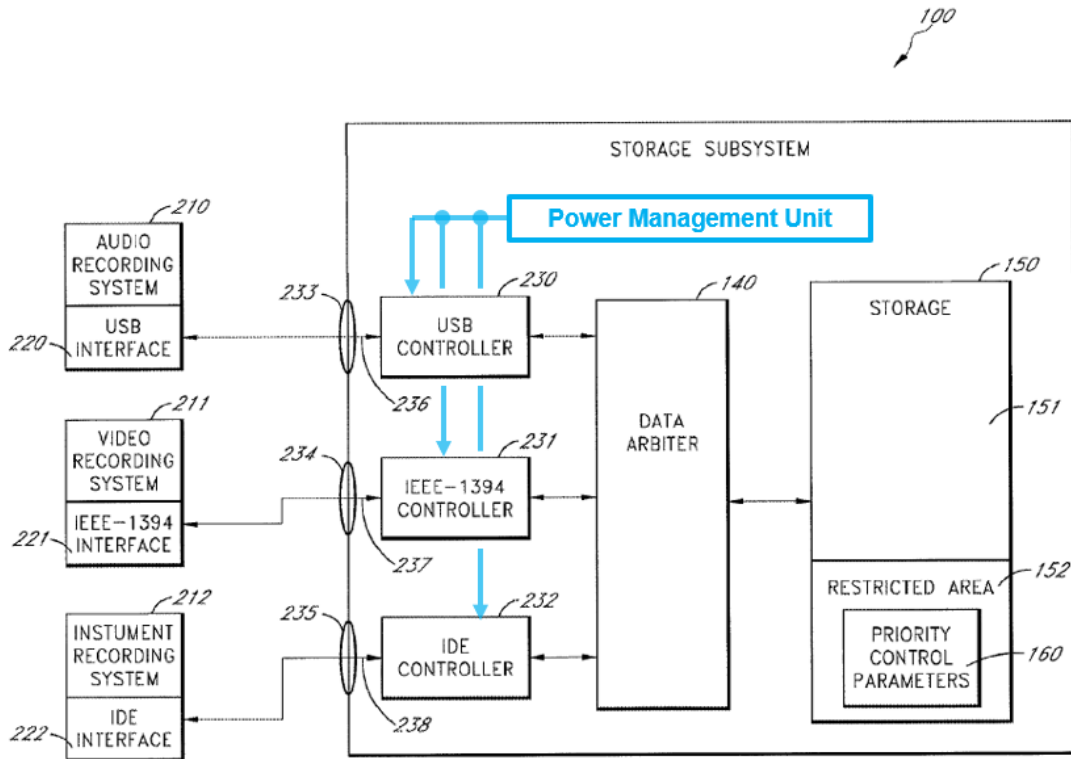 100
STORAGE SUBSYSTEM
Power Management Unit
210
AUDIO
RECORDING
SYSTEM
USB
INTERFACE
220
233
236
230
USB
CONTROLLER
140
DATA
ARBITER
150
STORAGE
151
211
VIDEO
RECORDING
SYSTEM
IEEE-1394
INTERFACE
221
234
237
231
IEEE-1394
CONTROLLER
RESTRICTED AREA
152
PRIORITY
CONTROL
PARAMETERS
160
212
INSTUMENT
RECORDING
SYSTEM
IDE
INTERFACE
222
235
238
232
IDE
CONTROLLER